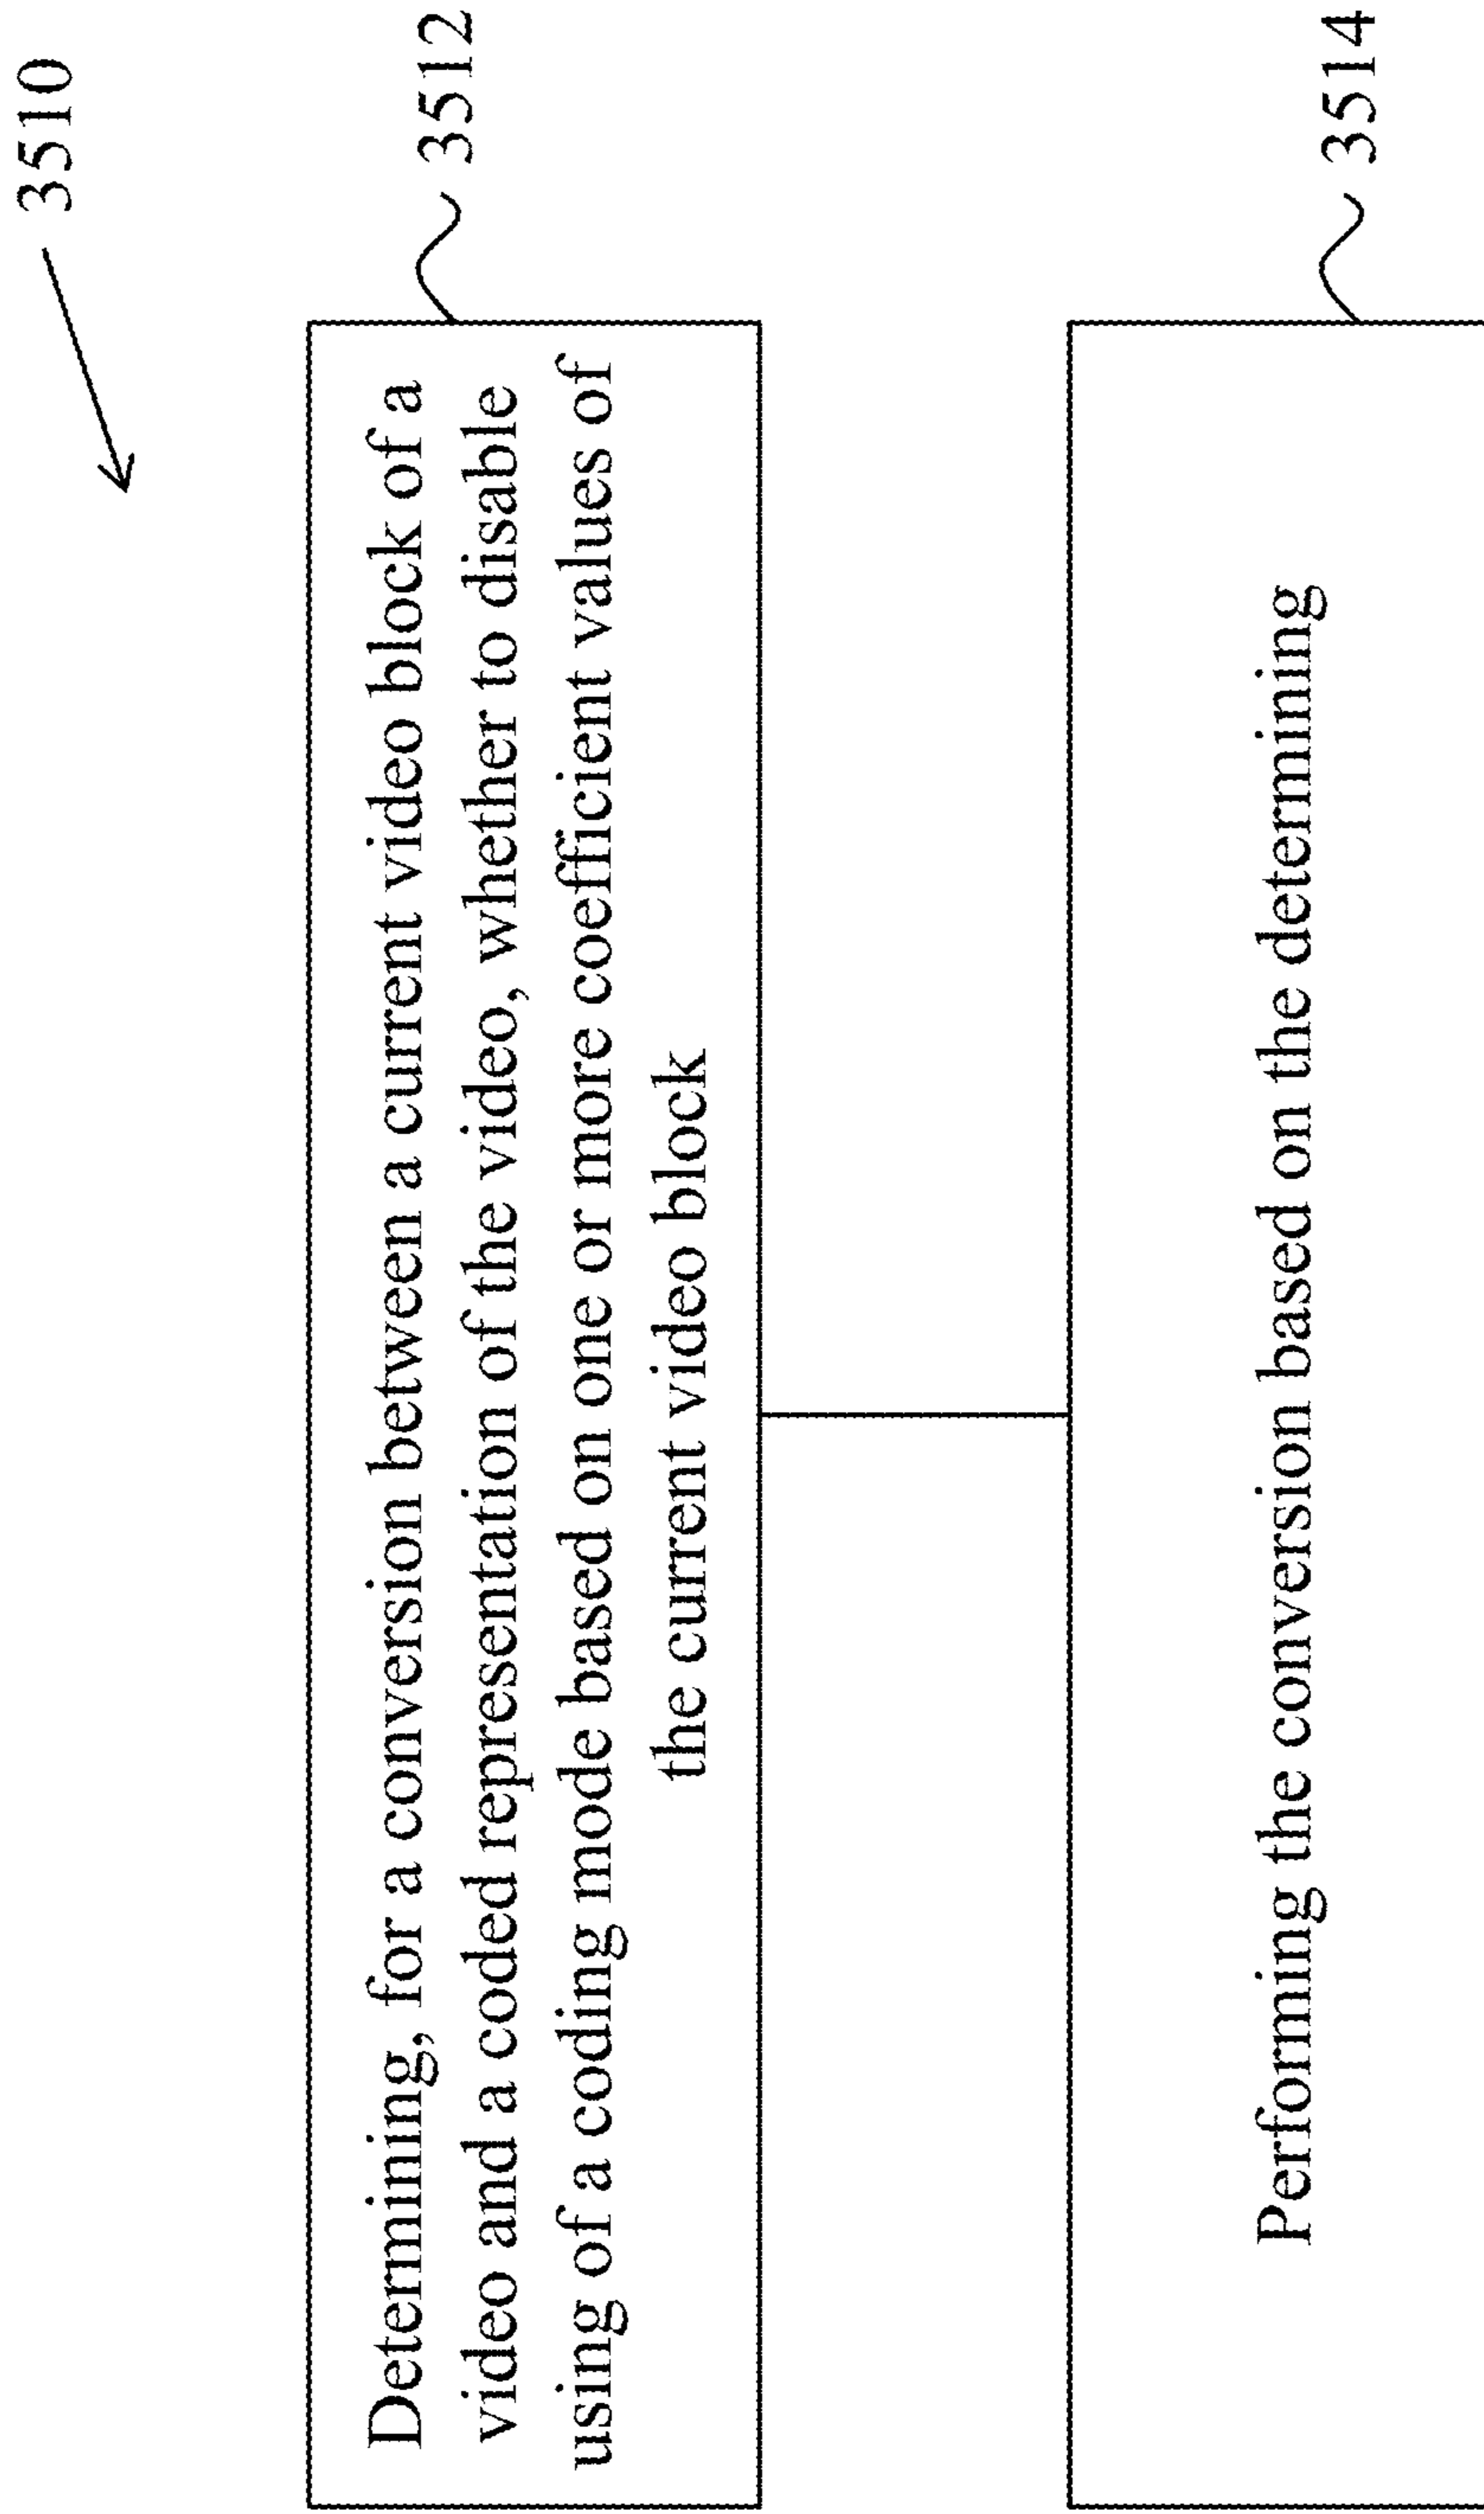 3510
Determining, for a conversion between a current video block of a
video and a coded representation of the video, whether to disable
using of a coding mode based on one or more coefficient values of
the current video block
3512
Performing the conversion based on the determining
3514